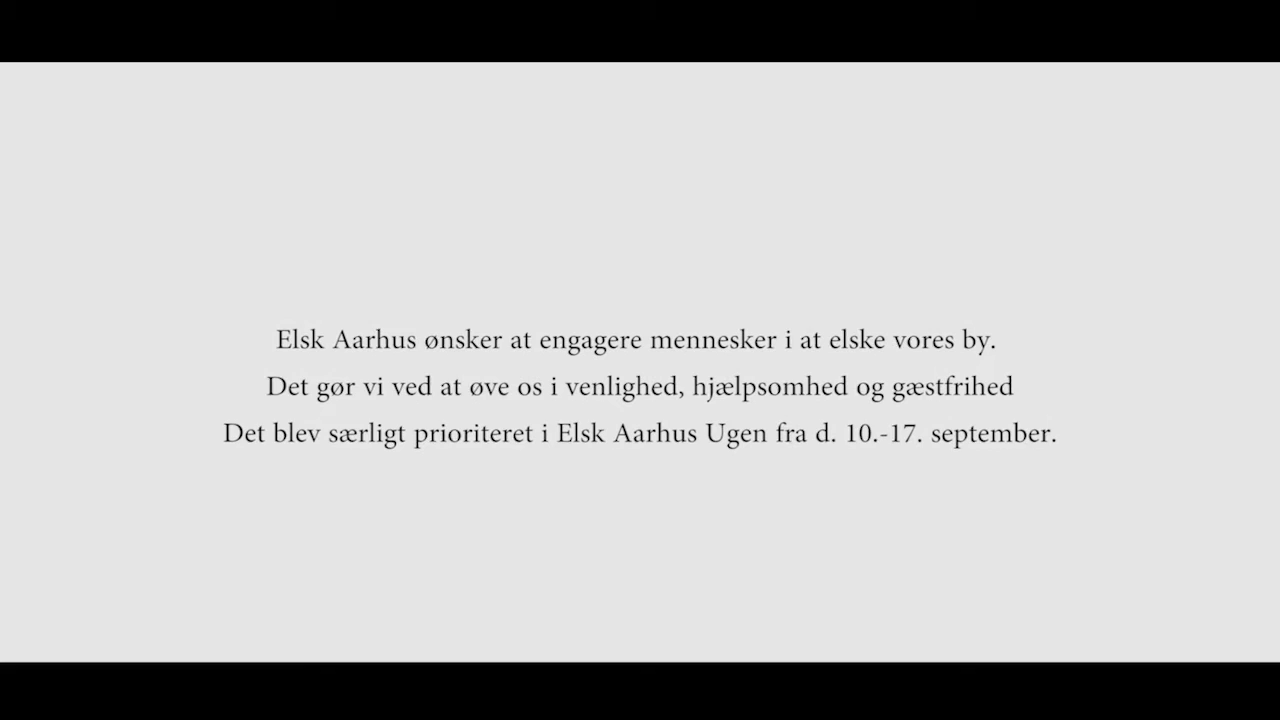 Elsk Aarhus ønsker at engagere mennesker i at elske vores by.
Det gør vi ved at øve os i venlighed, hjælpsomhed og gæstfrihed
Det blev særligt prioriteret i Elsk Aarhus Ugen fra d. 10.-17. september.